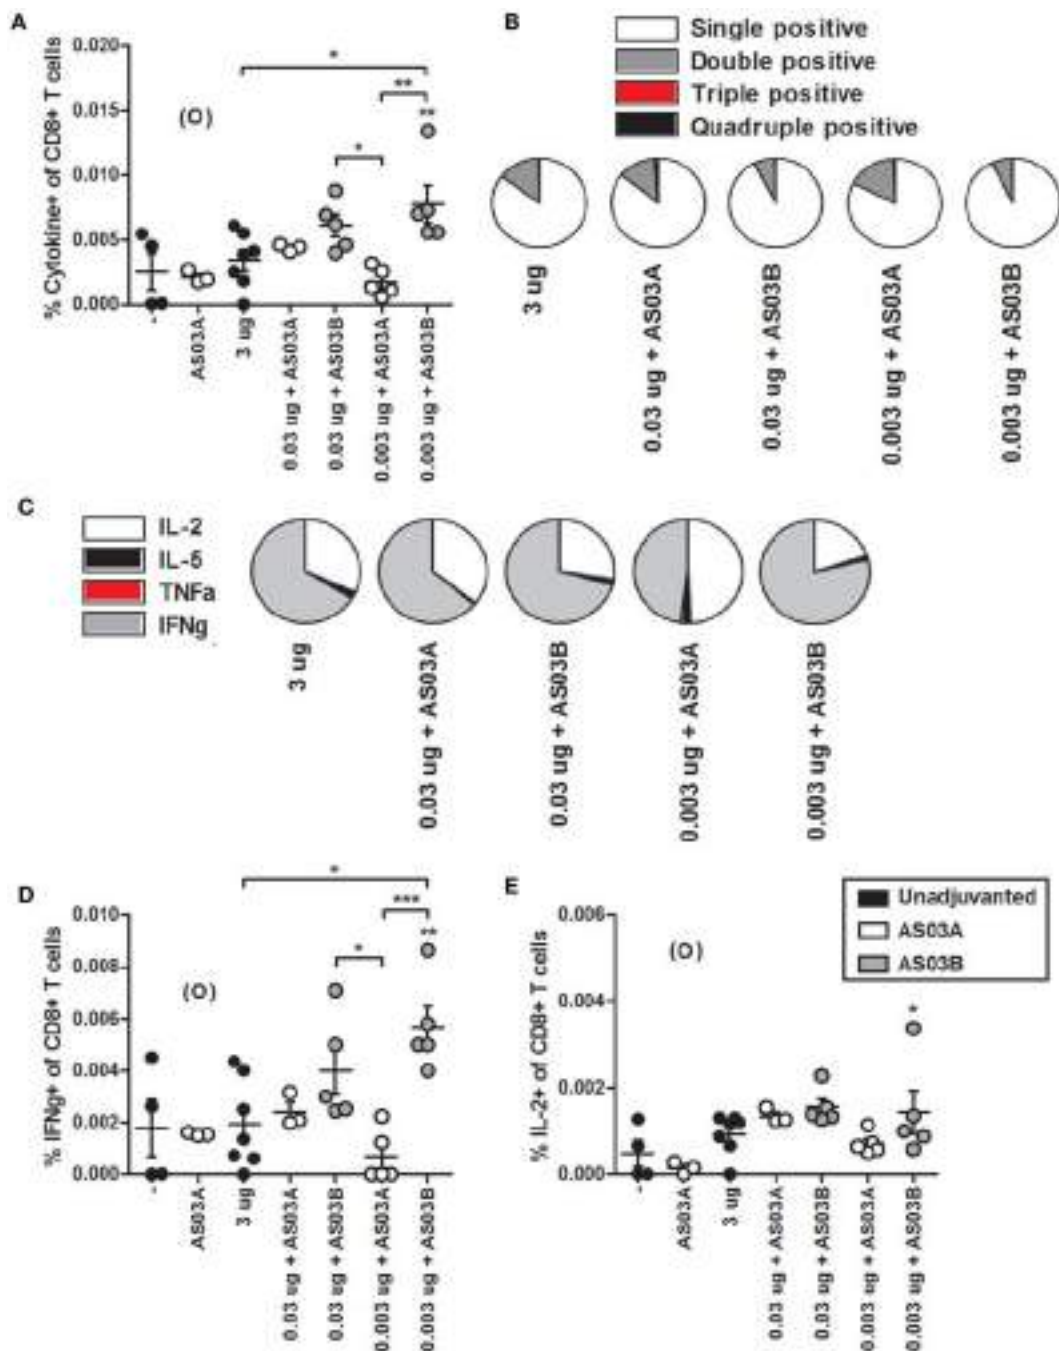 A
% Cytokine+ of CD8+ T cells
0.020
0.015
0.010
0.005
0.000
(O)
*
**
**
*
-
AS03A
3 ug
0.03 ug + AS03A
0.03 ug + AS03B
0.003 ug + AS03A
0.003 ug + AS03B
B
Single positive
Double positive
Triple positive
Quadruple positive
3 ug
0.03 ug + AS03A
0.03 ug + AS03B
0.003 ug + AS03A
0.003 ug + AS03B
C
IL-2
IL-5
TNFa
IFNg
3 ug
0.03 ug + AS03A
0.03 ug + AS03B
0.003 ug + AS03A
0.003 ug + AS03B
D
% IFNg+ of CD8+ T cells
0.010
0.008
0.006
0.004
0.002
0.000
(O)
*
***
*
-
AS03A
3 ug
0.03 ug + AS03A
0.03 ug + AS03B
0.003 ug + AS03A
0.003 ug + AS03B
E
Unadjuvanted
AS03A
AS03B
% IL-2+ of CD8+ T cells
0.006
0.004
0.002
0.000
(O)
*
-
AS03A
3 ug
0.03 ug + AS03A
0.03 ug + AS03B
0.003 ug + AS03A
0.003 ug + AS03B